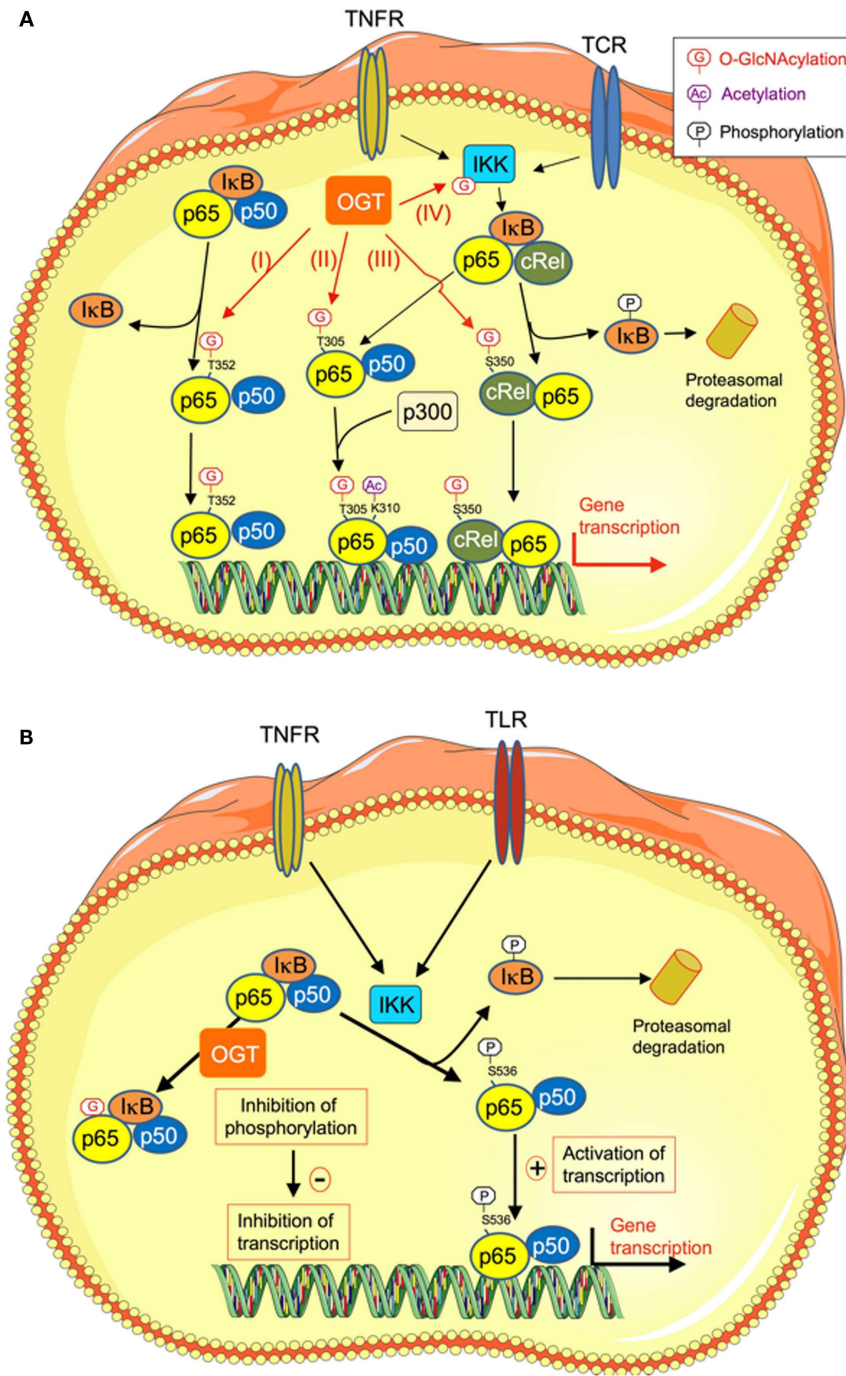 A
TNFR
TCR
G O-GlcNAcylation
Ac Acetylation
P Phosphorylation
IκB
p65 p50
OGT
IKK
G
(I)
(II)
(III)
(IV)
IκB
p65 cRel
IκB
G
T352
p65 p50
G
T305
p65 p50
p300
G
S350
cRel p65
P
IκB
Proteasomal
degradation
G
T352
p65 p50
G Ac
T305 K310
p65 p50
G
S350
cRel p65
Gene
transcription
B
TNFR
TLR
IκB
p65 p50
IKK
P
IκB
Proteasomal
degradation
OGT
G IκB
p65 p50
Inhibition of
phosphorylation
-
Inhibition of
transcription
P
S536
p65 p50
+
Activation of
transcription
P
S536
p65 p50
Gene
transcription